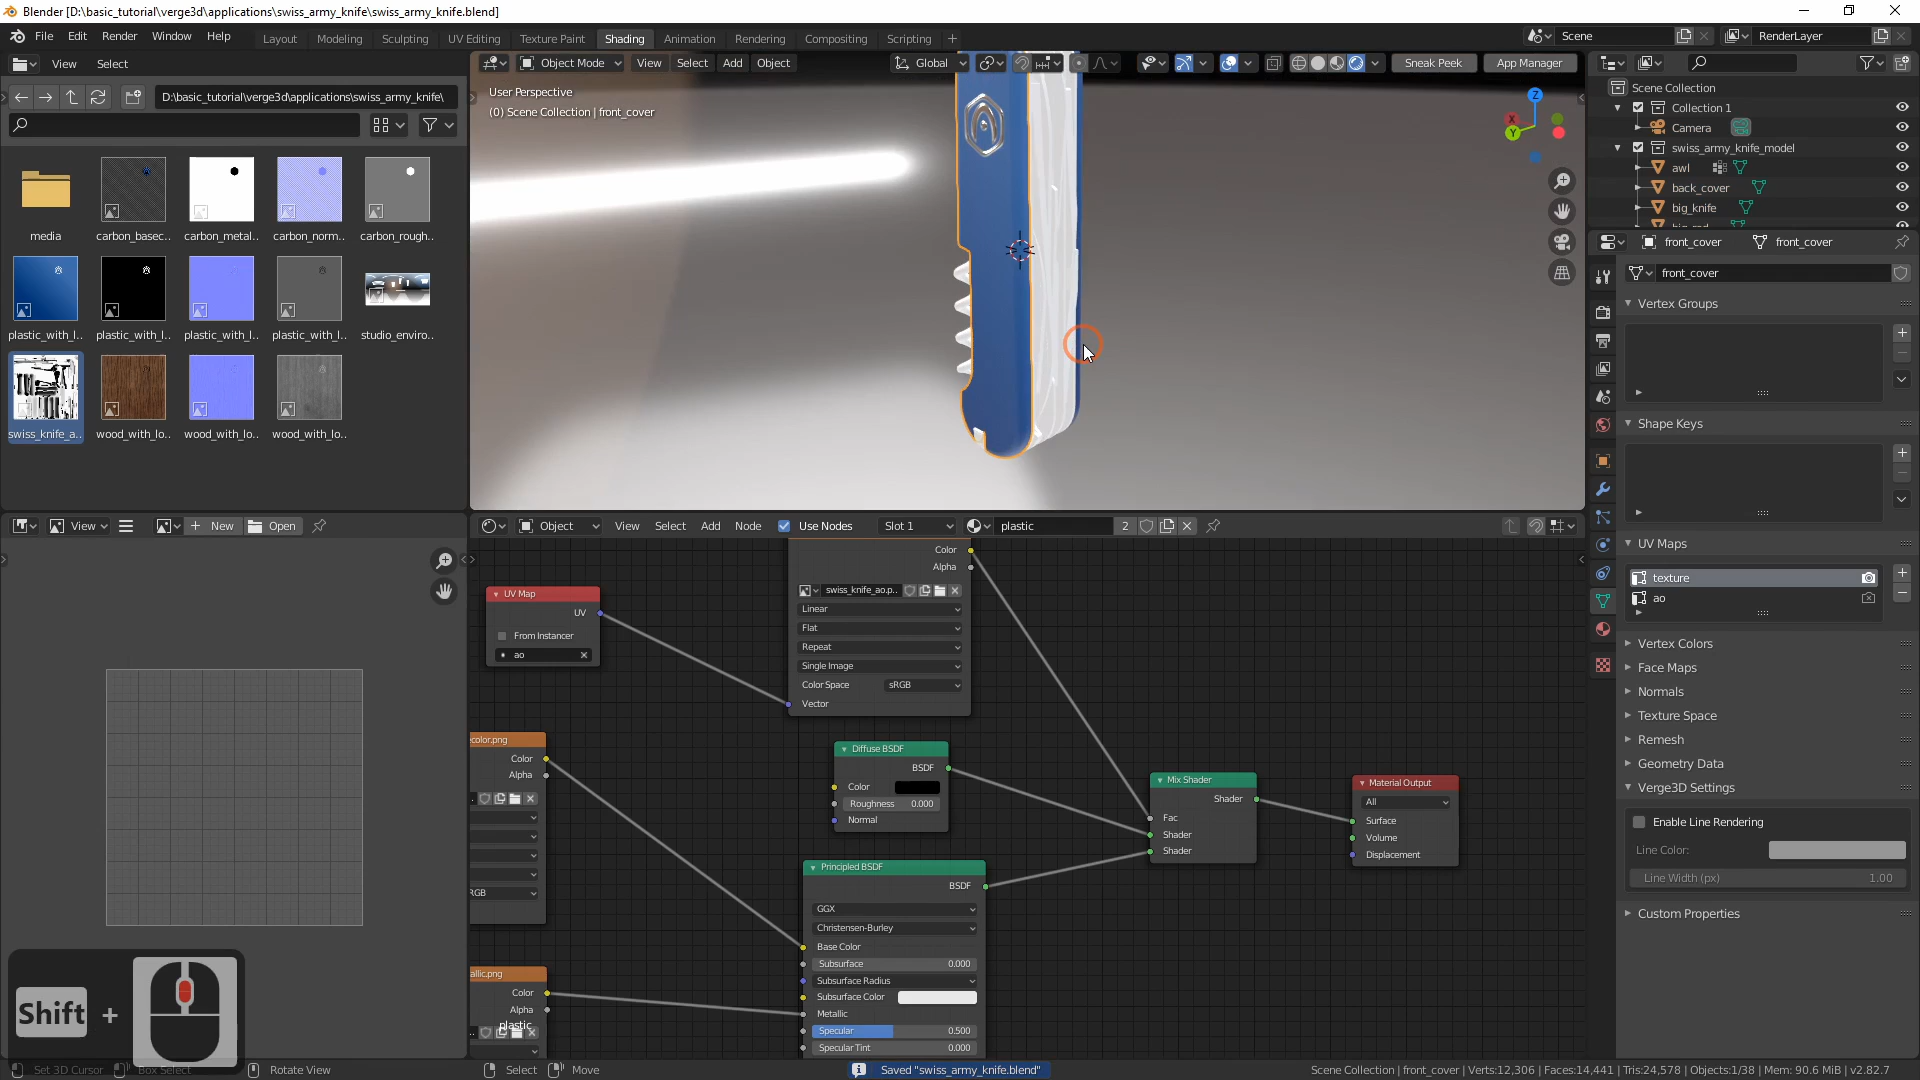 Blender [D:\basic_tutorial\verge3d\applications\swiss_army_knife\swiss_army_knife.blend]
File Edit Render Window Help Layout Modeling Sculpting UV Editing Texture Paint Shading Animation Rendering Compositing Scripting + Scene RenderLayer
View Select Object Mode View Select Add Object Global Sneak Peek App Manager
D:\basic_tutorial\verge3d\applications\swiss_army_knife\
User Perspective
(0) Scene Collection | front_cover
Z
X
Y
Scene Collection
Collection 1
Camera
swiss_army_knife_model
awl
back_cover
big_knife
media carbon_basec.. carbon_metal.. carbon_norm.. carbon_rough..
plastic_with_l.. plastic_with_l.. plastic_with_l.. plastic_with_l.. studio_enviro..
swiss_knife_a.. wood_with_lo.. wood_with_lo.. wood_with_lo..
front_cover front_cover
front_cover
Vertex Groups
Shape Keys
UV Maps
texture
ao
Vertex Colors
Face Maps
Normals
Texture Space
Remesh
Geometry Data
Verge3D Settings
Enable Line Rendering
Line Color:
Line Width (px) 1.00
Custom Properties
View New Open Object View Select Add Node Use Nodes Slot 1 plastic 2
UV Map
UV
From Instancer
ao
Color
Alpha
swiss_knife_ao.p..
Linear
Flat
Repeat
Single Image
Color Space sRGB
Vector
ecolor.png
Color
Alpha
RGB
Diffuse BSDF
BSDF
Color
Roughness 0.000
Normal
Mix Shader
Shader
Fac
Shader
Shader
Material Output
All
Surface
Volume
Displacement
Principled BSDF
BSDF
GGX
Christensen-Burley
Base Color
Subsurface 0.000
Subsurface Radius
Subsurface Color
Metallic
Specular 0.500
Specular Tint 0.000
allic.png
Color
Alpha
plastic
Shift +
Set 3D Cursor Box Select Rotate View Select Move Saved "swiss_army_knife.blend" Scene Collection | front_cover | Verts:12,306 | Faces:14,441 | Tris:24,578 | Objects:1/38 | Mem: 90.6 MiB | v2.82.7